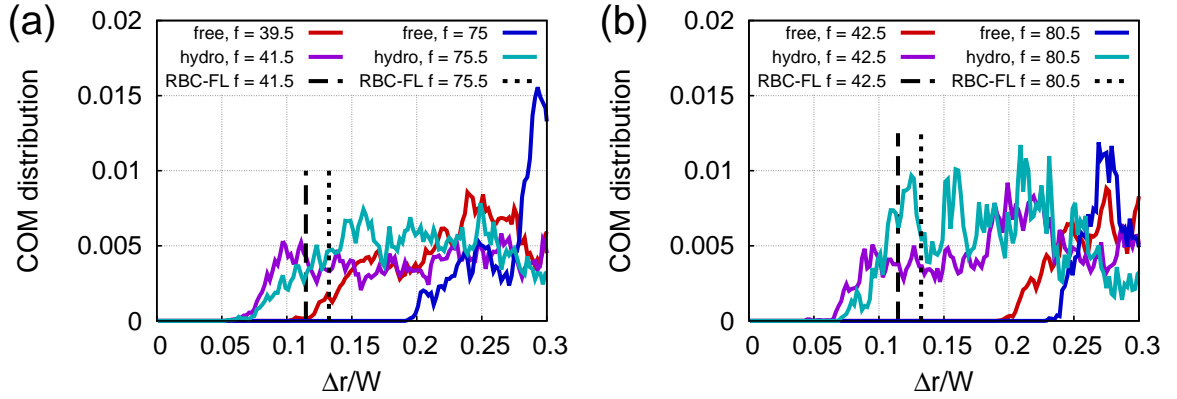 (a)
0.02
0.015
0.01
0.005
0
COM distribution
free, f = 39.5
hydro, f = 41.5
RBC-FL f = 41.5
free, f = 75
hydro, f = 75.5
RBC-FL f = 75.5
0 0.05 0.1 0.15 0.2 0.25 0.3
Δr/W
(b)
0.02
0.015
0.01
0.005
0
COM distribution
free, f = 42.5
hydro, f = 42.5
RBC-FL f = 42.5
free, f = 80.5
hydro, f = 80.5
RBC-FL f = 80.5
0 0.05 0.1 0.15 0.2 0.25 0.3
Δr/W